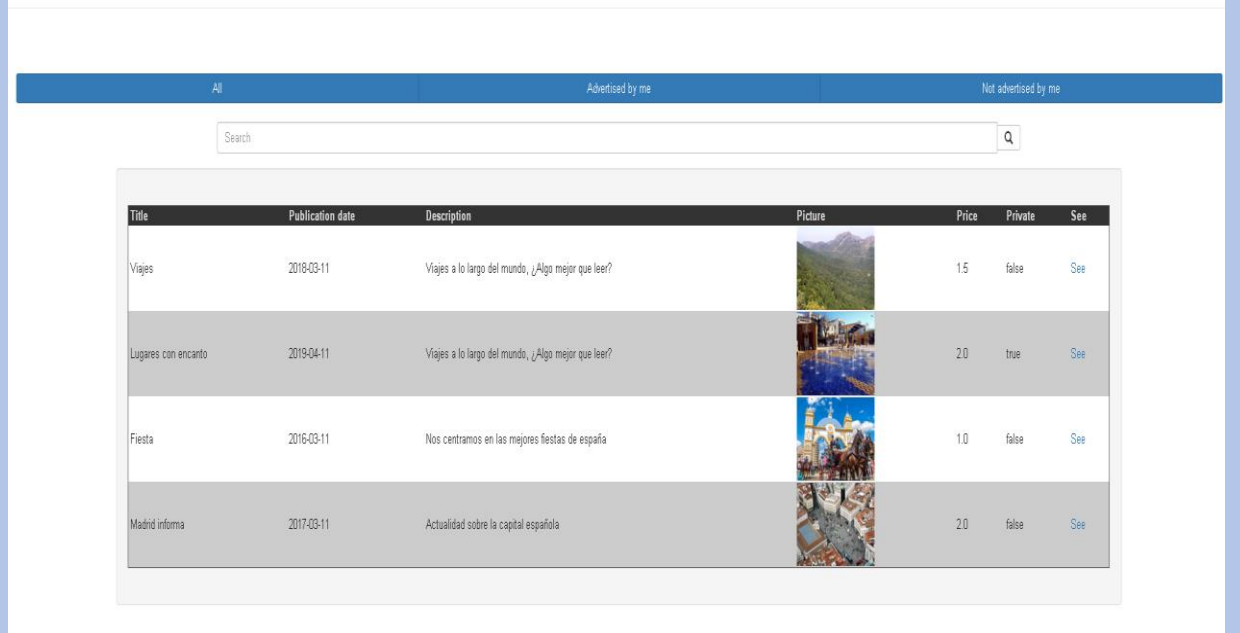 All Advertised by me Not advertised by me
Search
Title Publication date Description Picture Price Private See
Viajes 2018-03-11 Viajes a lo largo del mundo, ¿Algo mejor que leer? 1.5 false See
Lugares con encanto 2019-04-11 Viajes a lo largo del mundo, ¿Algo mejor que leer? 2.0 true See
Fiesta 2016-03-11 Nos centramos en las mejores fiestas de españa 1.0 false See
Madrid informa 2017-03-11 Actualidad sobre la capital española 2.0 false See